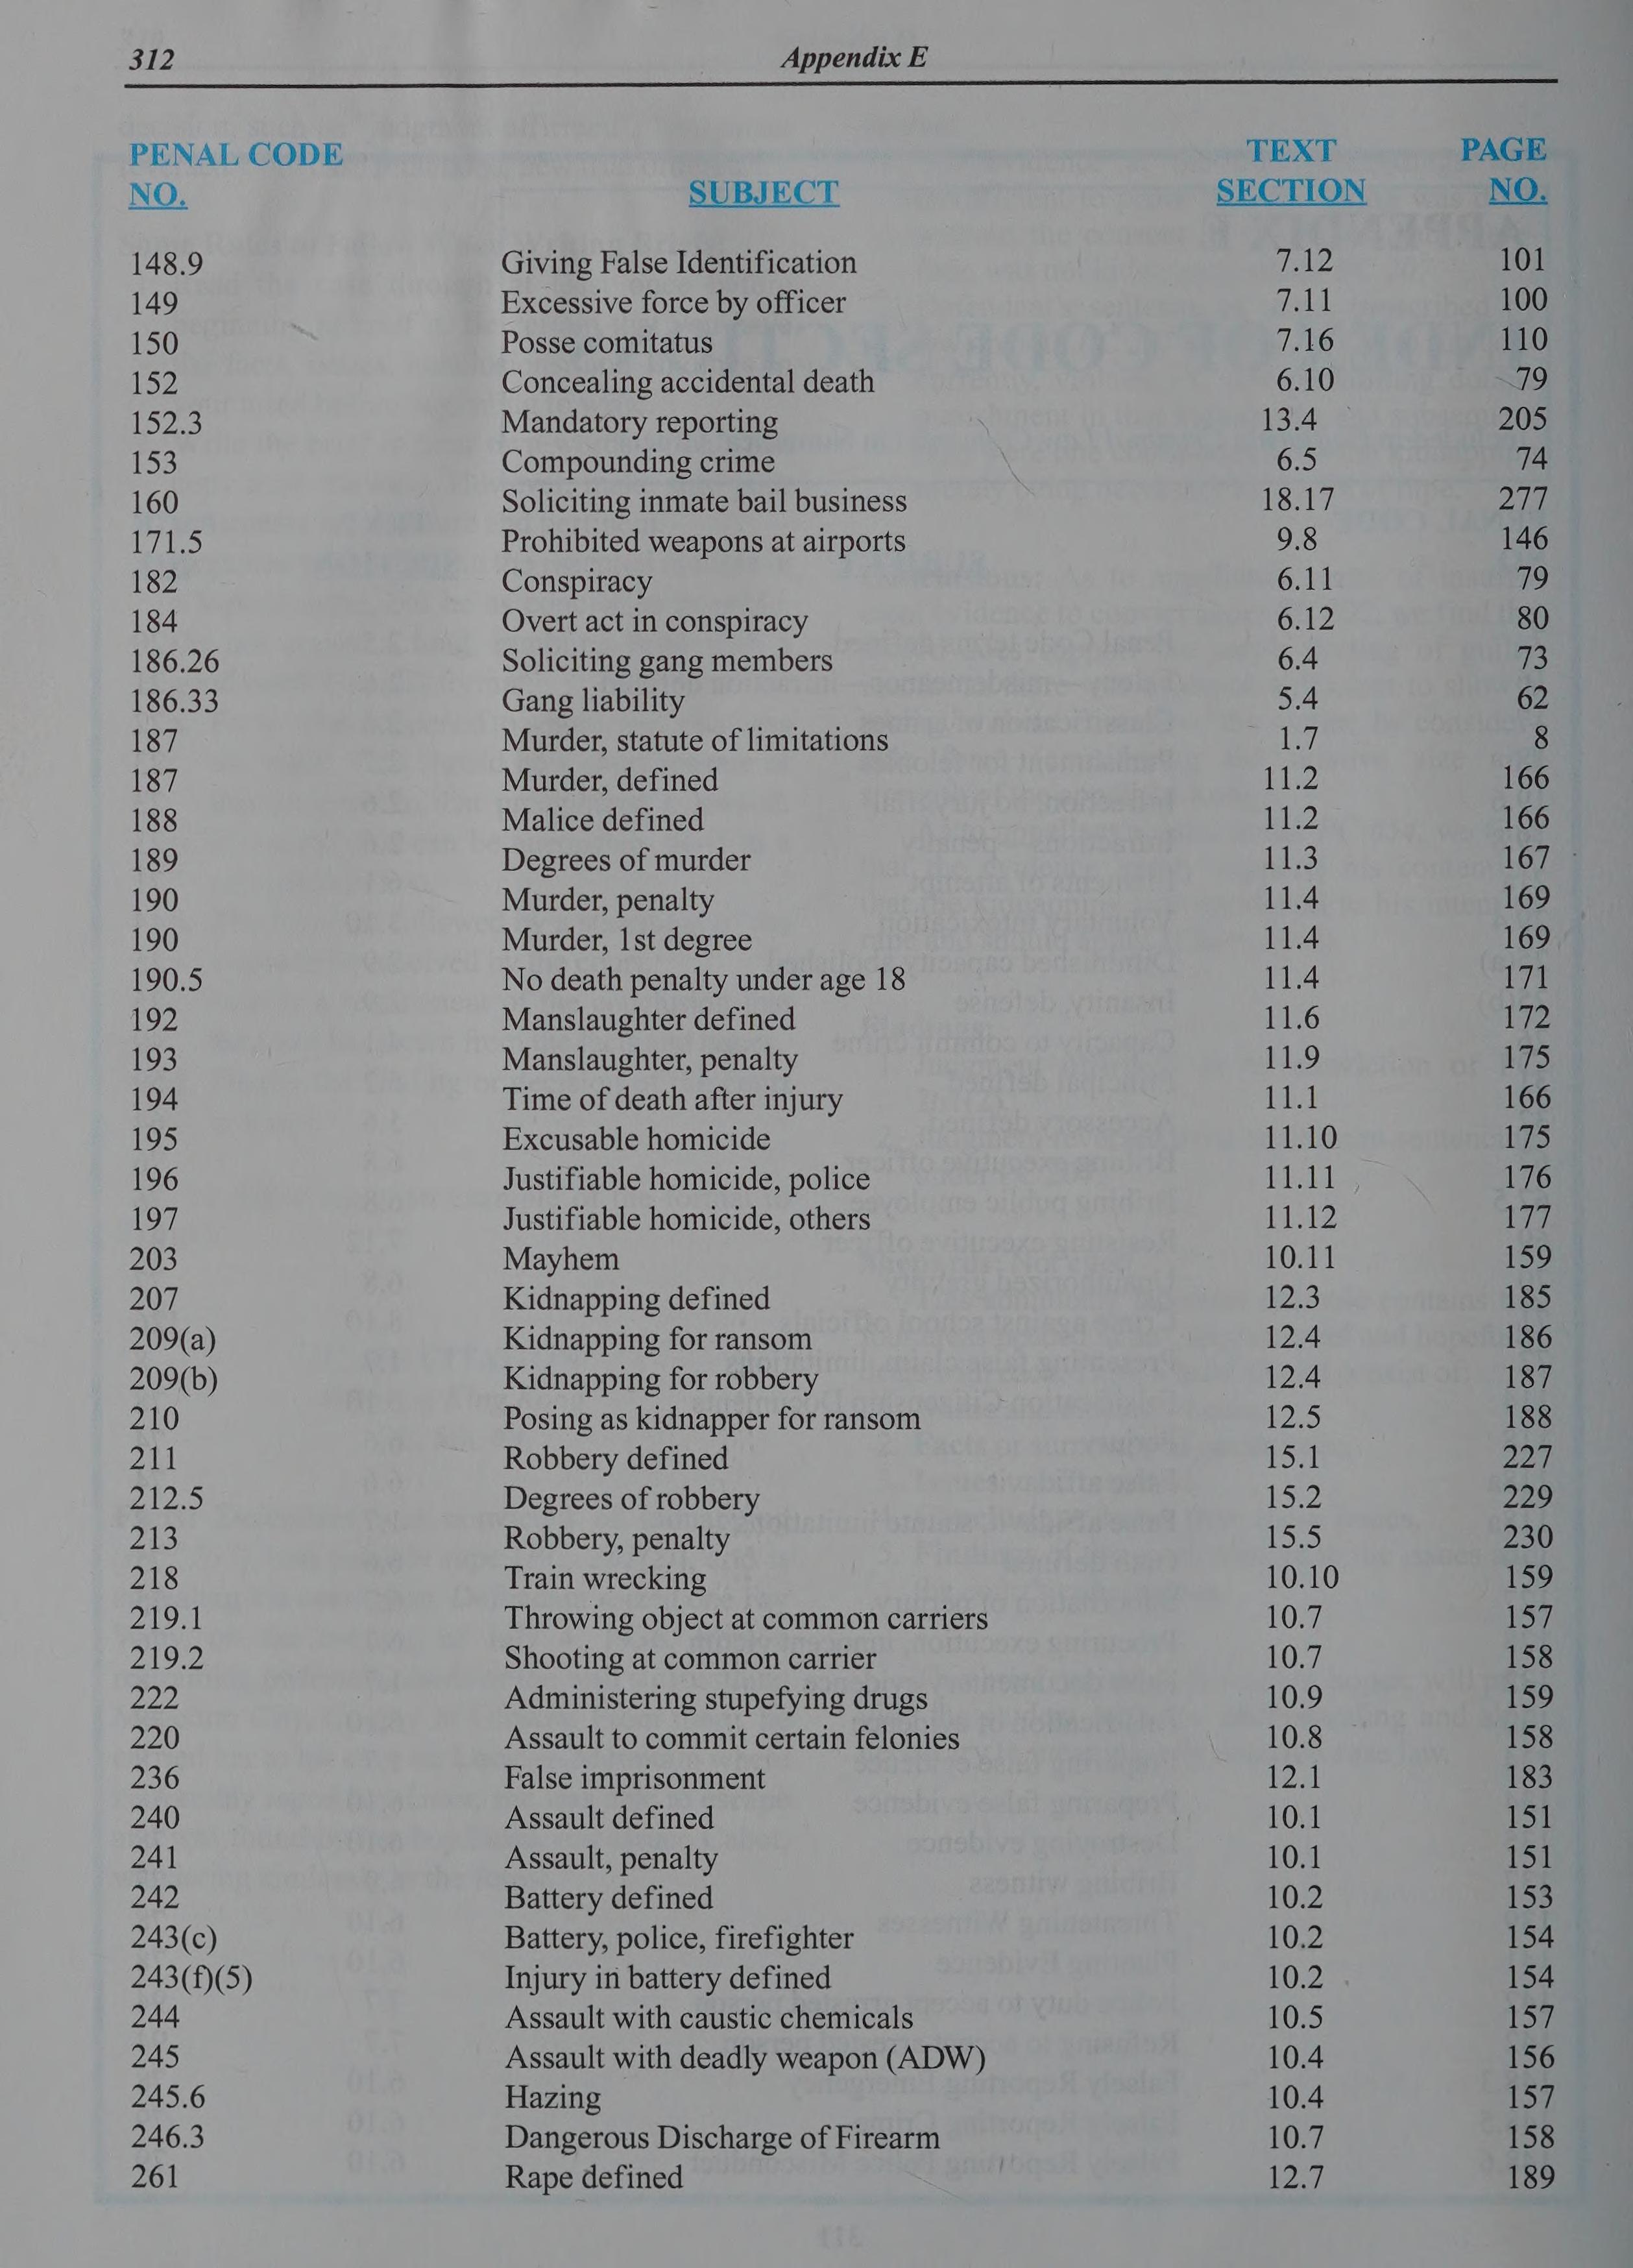 312 Appendix E
PENAL CODE TEXT PAGE
NO. SUBJECT SECTION NO.
148.9 Giving False Identification 7.12 101
149 Excessive force by officer 7.11 100
150 Posse comitatus 7.16 110
152 Concealing accidental death 6.10 79
152.3 Mandatory reporting 13.4 205
153 Compounding crime 6.5 74
160 Soliciting inmate bail business 18.17 277
171.5 Prohibited weapons at airports 9.8 146
182 Conspiracy 6.11 79
184 Overt act in conspiracy 6.12 80
186.26 Soliciting gang members 6.4 73
186.33 Gang liability 5.4 62
187 Murder, statute of limitations 1.7 8
187 Murder, defined 11.2 166
188 Malice defined 11.2 166
189 Degrees of murder 11.3 167
190 Murder, penalty 11.4 169
190 Murder, 1st degree 11.4 169
190.5 No death penalty under age 18 11.4 171
192 Manslaughter defined 11.6 172
193 Manslaughter, penalty 11.9 175
194 Time of death after injury 11.1 166
195 Excusable homicide 11.10 175
196 Justifiable homicide, police 11.11 176
197 Justifiable homicide, others 11.12 177
203 Mayhem 10.11 159
207 Kidnapping defined 12.3 185
209(a) Kidnapping for ransom 12.4 186
209(b) Kidnapping for robbery 12.4 187
210 Posing as kidnapper for ransom 12.5 188
211 Robbery defined 15.1 227
212.5 Degrees of robbery 15.2 229
213 Robbery, penalty 15.5 230
218 Train wrecking 10.10 159
219.1 Throwing object at common carriers 10.7 157
219.2 Shooting at common carrier 10.7 158
222 Administering stupefying drugs 10.9 159
220 Assault to commit certain felonies 10.8 158
236 False imprisonment 12.1 183
240 Assault defined 10.1 151
241 Assault, penalty 10.1 151
242 Battery defined 10.2 153
243(c) Battery, police, firefighter 10.2 154
243(f)(5) Injury in battery defined 10.2 154
244 Assault with caustic chemicals 10.5 157
245 Assault with deadly weapon (ADW) 10.4 156
245.6 Hazing 10.4 157
246.3 Dangerous Discharge of Firearm 10.7 158
261 Rape defined 12.7 189